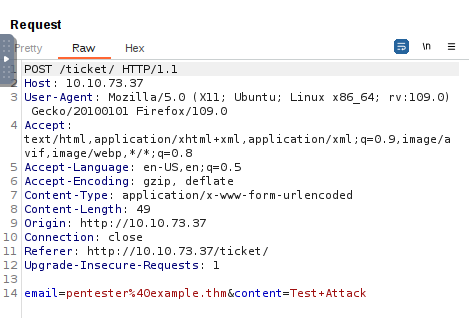 Request
Pretty Raw Hex \n
1 POST /ticket/ HTTP/1.1
2 Host: 10.10.73.37
3 User-Agent: Mozilla/5.0 (X11; Ubuntu; Linux x86_64; rv:109.0)
Gecko/20100101 Firefox/109.0
4 Accept:
text/html,application/xhtml+xml,application/xml;q=0.9,image/a
vif,image/webp,*/*;q=0.8
5 Accept-Language: en-US,en;q=0.5
6 Accept-Encoding: gzip, deflate
7 Content-Type: application/x-www-form-urlencoded
8 Content-Length: 49
9 Origin: http://10.10.73.37
10 Connection: close
11 Referer: http://10.10.73.37/ticket/
12 Upgrade-Insecure-Requests: 1
13
14 email=pentester%40example.thm&content=Test+Attack